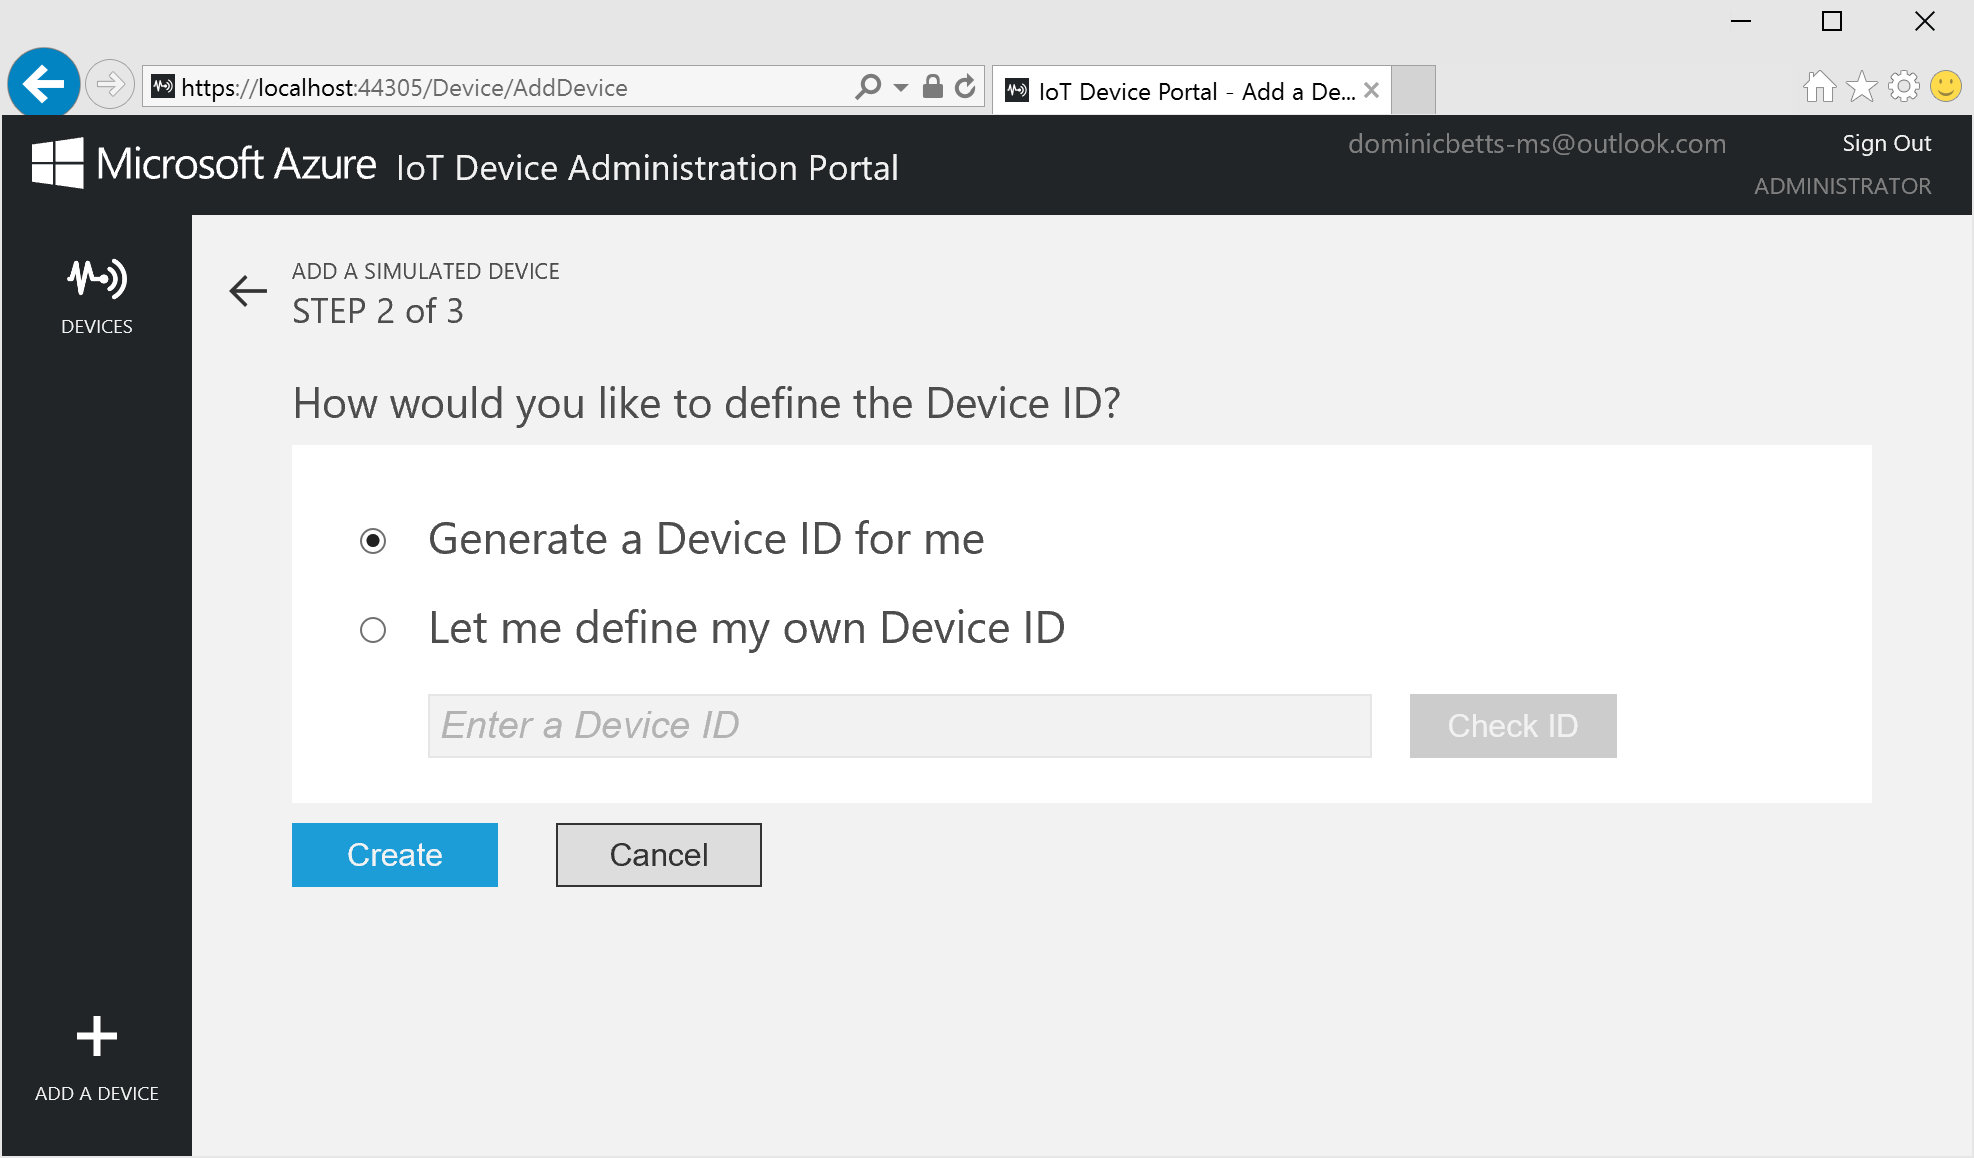 https://localhost:44305/Device/AddDevice
IoT Device Portal - Add a De...
Microsoft Azure IoT Device Administration Portal
dominicbetts-ms@outlook.com
Sign Out
ADMINISTRATOR
DEVICES
ADD A SIMULATED DEVICE
STEP 2 of 3
How would you like to define the Device ID?
Generate a Device ID for me
Let me define my own Device ID
Enter a Device ID
Check ID
Create
Cancel
ADD A DEVICE